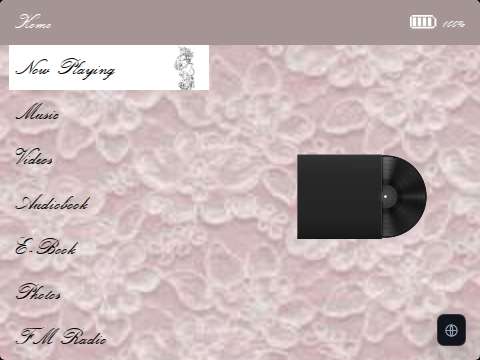 Home
100%
Now Playing
Music
Videos
Audiobook
E-Book
Photos
FM Radio